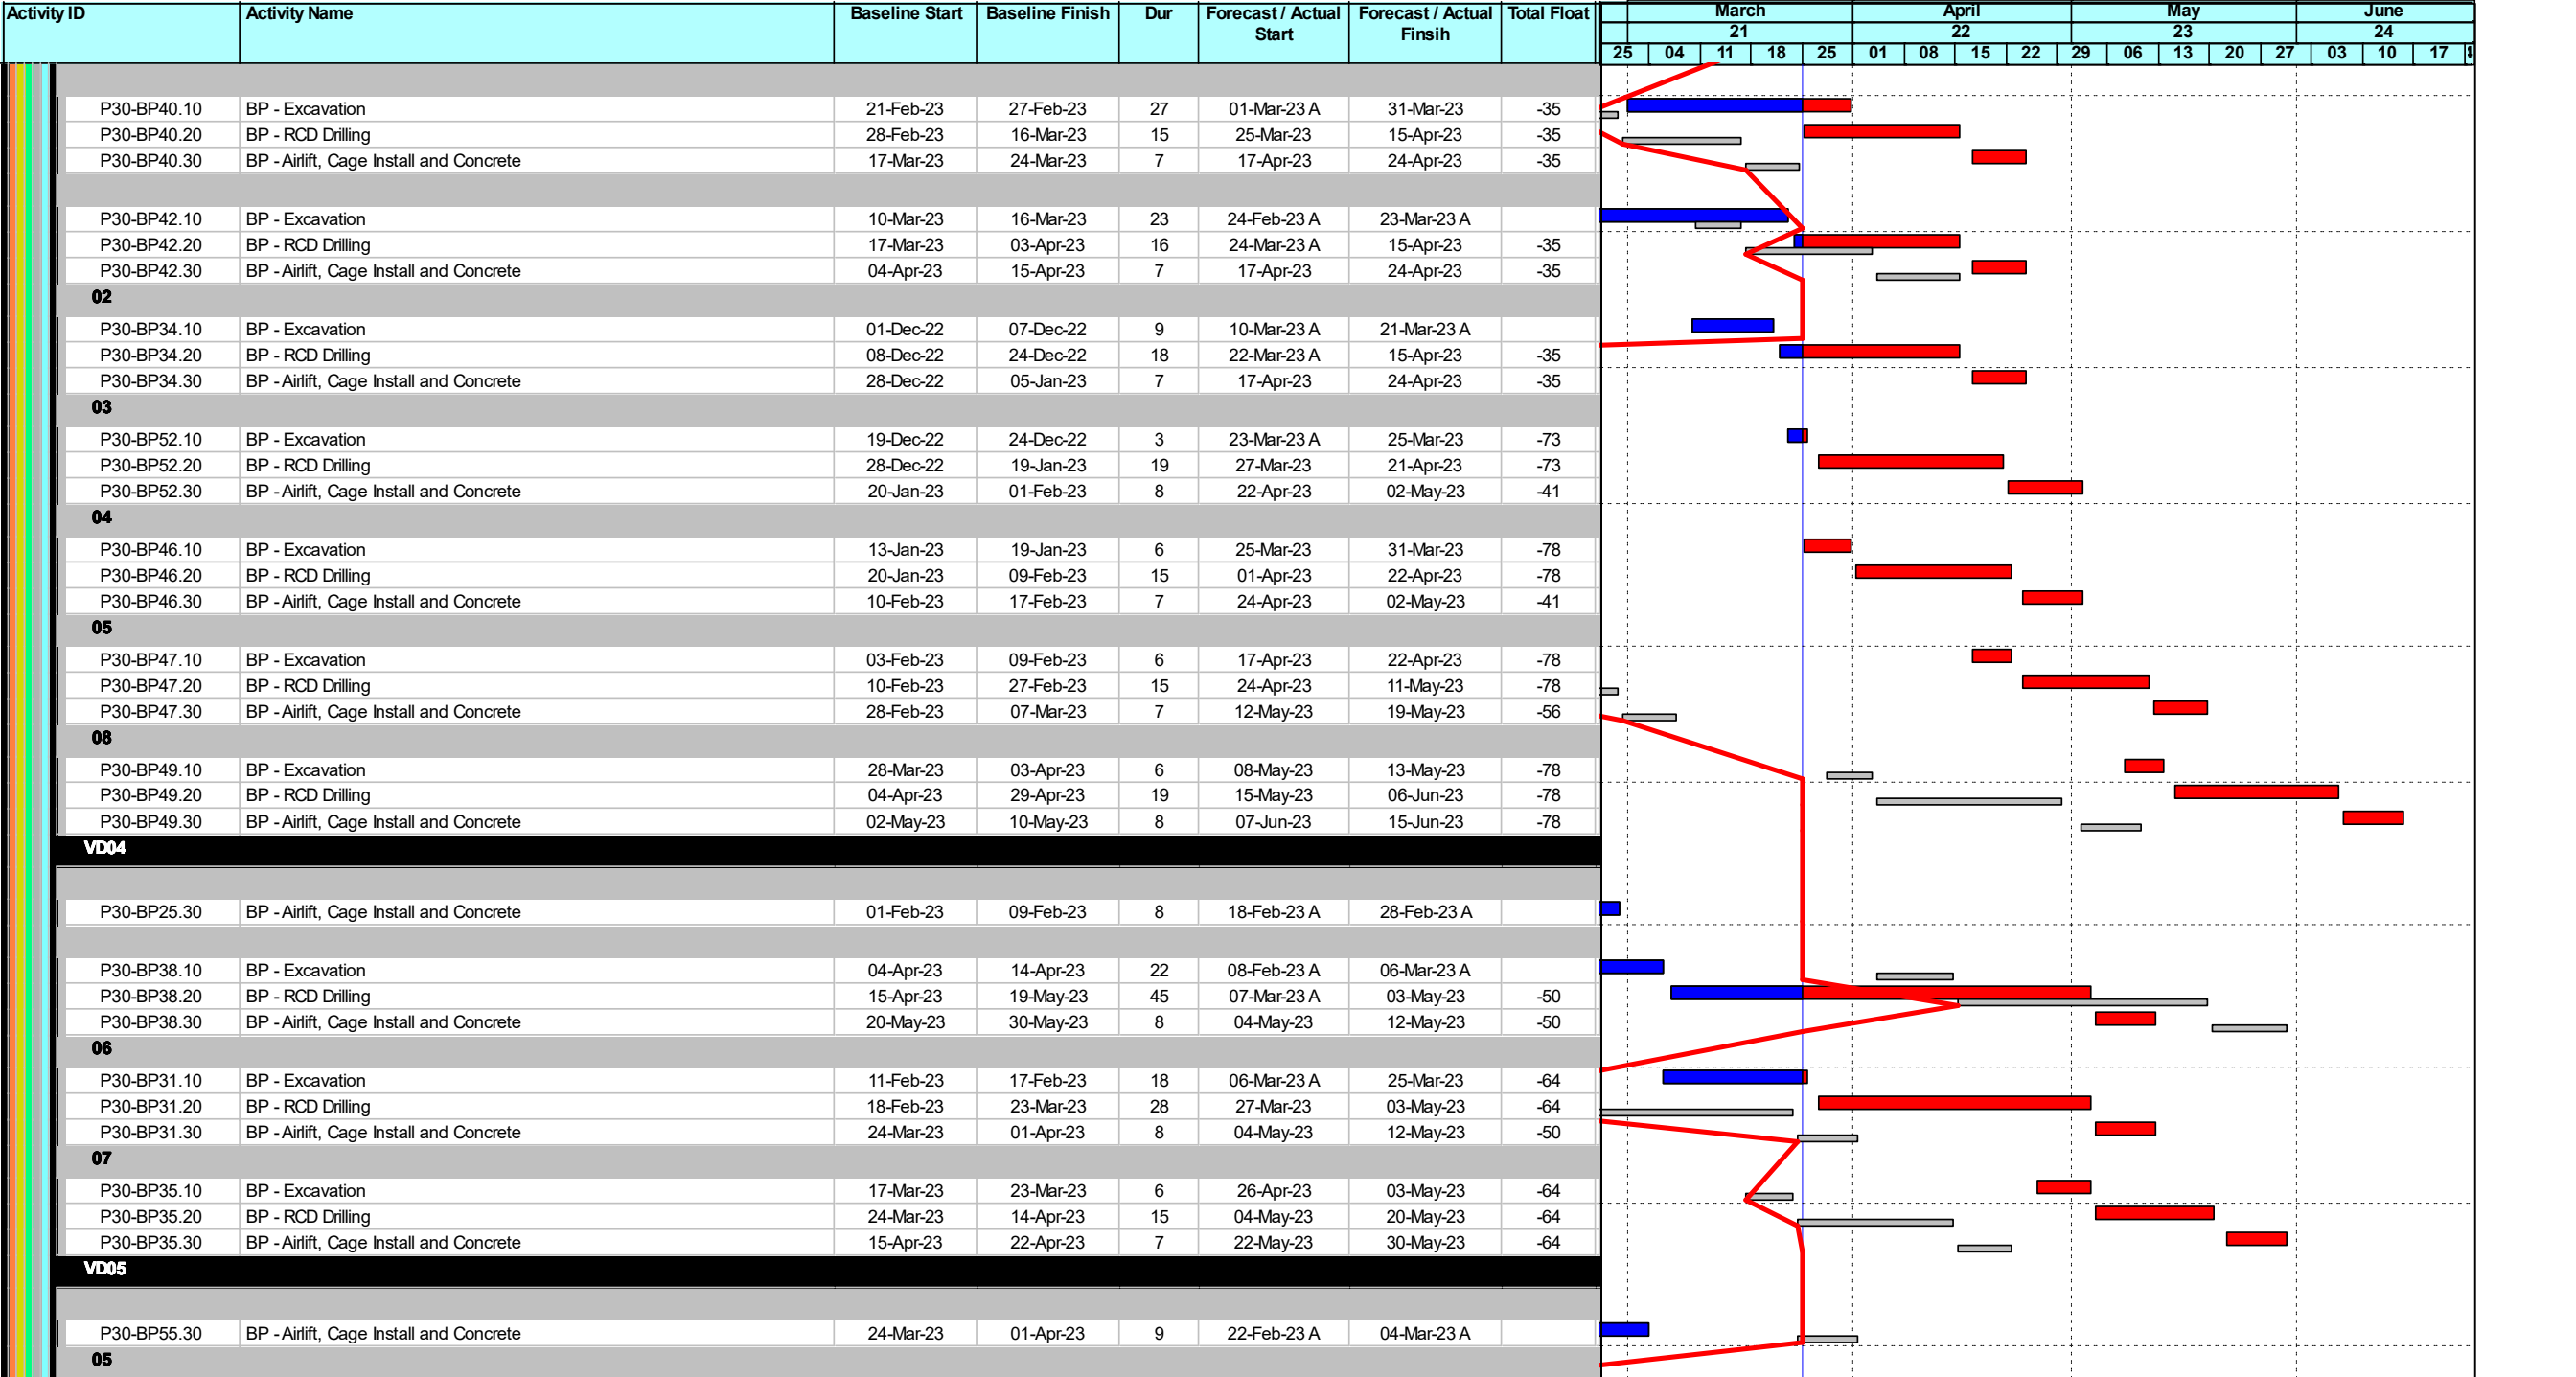 Activity ID Activity Name Baseline Start Baseline Finish Dur Forecast / Actual Start Forecast / Actual Finsih Total Float March April May June
21 22 23 24
25 04 11 18 25 01 08 15 22 29 06 13 20 27 03 10 17
P30-BP40.10 BP - Excavation 21-Feb-23 27-Feb-23 27 01-Mar-23 A 31-Mar-23 -35
P30-BP40.20 BP - RCD Drilling 28-Feb-23 16-Mar-23 15 25-Mar-23 15-Apr-23 -35
P30-BP40.30 BP - Airlift, Cage Install and Concrete 17-Mar-23 24-Mar-23 7 17-Apr-23 24-Apr-23 -35
P30-BP42.10 BP - Excavation 10-Mar-23 16-Mar-23 23 24-Feb-23 A 23-Mar-23 A
P30-BP42.20 BP - RCD Drilling 17-Mar-23 03-Apr-23 16 24-Mar-23 A 15-Apr-23 -35
P30-BP42.30 BP - Airlift, Cage Install and Concrete 04-Apr-23 15-Apr-23 7 17-Apr-23 24-Apr-23 -35
02
P30-BP34.10 BP - Excavation 01-Dec-22 07-Dec-22 9 10-Mar-23 A 21-Mar-23 A
P30-BP34.20 BP - RCD Drilling 08-Dec-22 24-Dec-22 18 22-Mar-23 A 15-Apr-23 -35
P30-BP34.30 BP - Airlift, Cage Install and Concrete 28-Dec-22 05-Jan-23 7 17-Apr-23 24-Apr-23 -35
03
P30-BP52.10 BP - Excavation 19-Dec-22 24-Dec-22 3 23-Mar-23 A 25-Mar-23 -73
P30-BP52.20 BP - RCD Drilling 28-Dec-22 19-Jan-23 19 27-Mar-23 21-Apr-23 -73
P30-BP52.30 BP - Airlift, Cage Install and Concrete 20-Jan-23 01-Feb-23 8 22-Apr-23 02-May-23 -41
04
P30-BP46.10 BP - Excavation 13-Jan-23 19-Jan-23 6 25-Mar-23 31-Mar-23 -78
P30-BP46.20 BP - RCD Drilling 20-Jan-23 09-Feb-23 15 01-Apr-23 22-Apr-23 -78
P30-BP46.30 BP - Airlift, Cage Install and Concrete 10-Feb-23 17-Feb-23 7 24-Apr-23 02-May-23 -41
05
P30-BP47.10 BP - Excavation 03-Feb-23 09-Feb-23 6 17-Apr-23 22-Apr-23 -78
P30-BP47.20 BP - RCD Drilling 10-Feb-23 27-Feb-23 15 24-Apr-23 11-May-23 -78
P30-BP47.30 BP - Airlift, Cage Install and Concrete 28-Feb-23 07-Mar-23 7 12-May-23 19-May-23 -56
08
P30-BP49.10 BP - Excavation 28-Mar-23 03-Apr-23 6 08-May-23 13-May-23 -78
P30-BP49.20 BP - RCD Drilling 04-Apr-23 29-Apr-23 19 15-May-23 06-Jun-23 -78
P30-BP49.30 BP - Airlift, Cage Install and Concrete 02-May-23 10-May-23 8 07-Jun-23 15-Jun-23 -78
VD04
P30-BP25.30 BP - Airlift, Cage Install and Concrete 01-Feb-23 09-Feb-23 8 18-Feb-23 A 28-Feb-23 A
P30-BP38.10 BP - Excavation 04-Apr-23 14-Apr-23 22 08-Feb-23 A 06-Mar-23 A
P30-BP38.20 BP - RCD Drilling 15-Apr-23 19-May-23 45 07-Mar-23 A 03-May-23 -50
P30-BP38.30 BP - Airlift, Cage Install and Concrete 20-May-23 30-May-23 8 04-May-23 12-May-23 -50
06
P30-BP31.10 BP - Excavation 11-Feb-23 17-Feb-23 18 06-Mar-23 A 25-Mar-23 -64
P30-BP31.20 BP - RCD Drilling 18-Feb-23 23-Mar-23 28 27-Mar-23 03-May-23 -64
P30-BP31.30 BP - Airlift, Cage Install and Concrete 24-Mar-23 01-Apr-23 8 04-May-23 12-May-23 -50
07
P30-BP35.10 BP - Excavation 17-Mar-23 23-Mar-23 6 26-Apr-23 03-May-23 -64
P30-BP35.20 BP - RCD Drilling 24-Mar-23 14-Apr-23 15 04-May-23 20-May-23 -64
P30-BP35.30 BP - Airlift, Cage Install and Concrete 15-Apr-23 22-Apr-23 7 22-May-23 30-May-23 -64
VD05
P30-BP55.30 BP - Airlift, Cage Install and Concrete 24-Mar-23 01-Apr-23 9 22-Feb-23 A 04-Mar-23 A
05